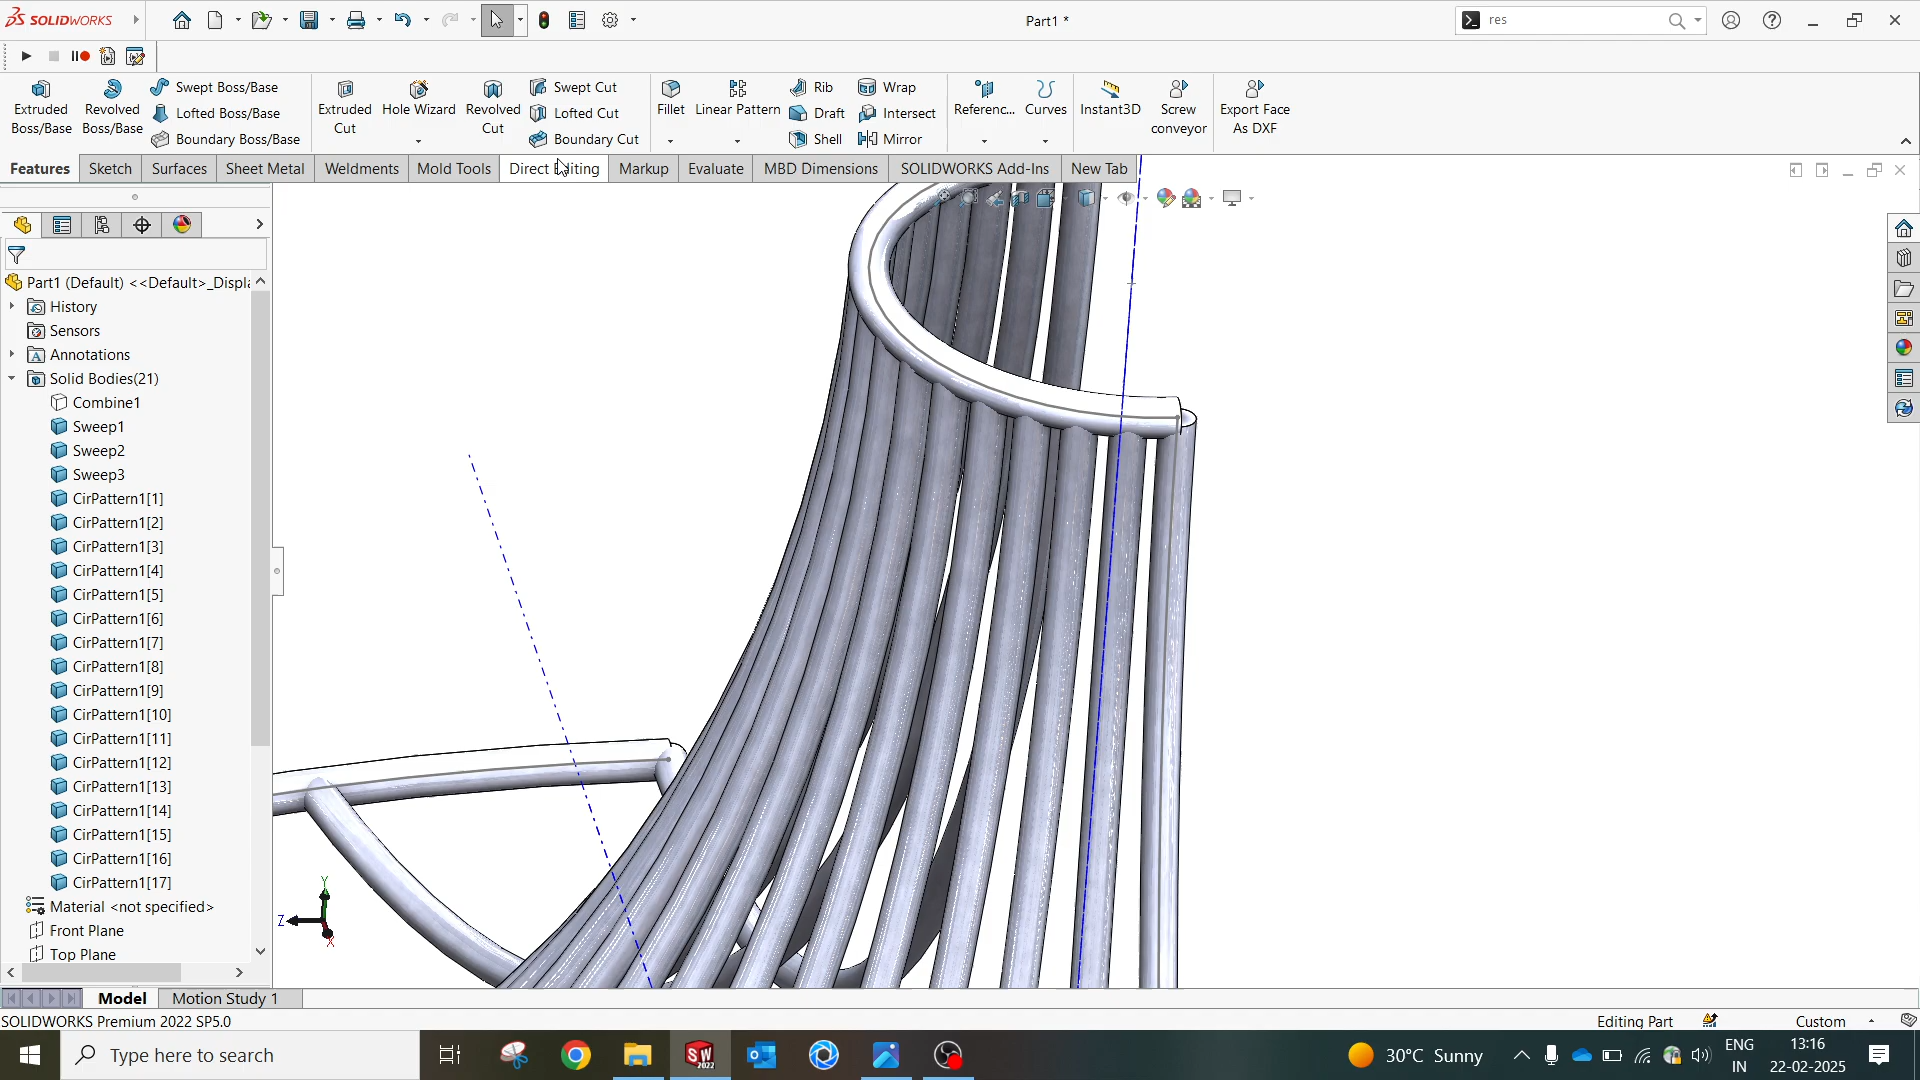 SOLIDWORKS
Part1 *
res
Extruded Boss/Base
Revolved Boss/Base
Swept Boss/Base
Lofted Boss/Base
Boundary Boss/Base
Extruded Cut
Hole Wizard
Revolved Cut
Swept Cut
Lofted Cut
Boundary Cut
Fillet
Linear Pattern
Rib
Draft
Shell
Wrap
Intersect
Mirror
Referenc...
Curves
Instant3D
Screw conveyor
Export Face As DXF
Features
Sketch
Surfaces
Sheet Metal
Weldments
Mold Tools
Direct Editing
Markup
Evaluate
MBD Dimensions
SOLIDWORKS Add-Ins
New Tab
Part1 (Default) <<Default>_Displ
History
Sensors
Annotations
Solid Bodies(21)
Combine1
Sweep1
Sweep2
Sweep3
CirPattern1[1]
CirPattern1[2]
CirPattern1[3]
CirPattern1[4]
CirPattern1[5]
CirPattern1[6]
CirPattern1[7]
CirPattern1[8]
CirPattern1[9]
CirPattern1[10]
CirPattern1[11]
CirPattern1[12]
CirPattern1[13]
CirPattern1[14]
CirPattern1[15]
CirPattern1[16]
CirPattern1[17]
Material <not specified>
Front Plane
Top Plane
Y
Z
X
Model
Motion Study 1
SOLIDWORKS Premium 2022 SP5.0
Editing Part
Custom
Type here to search
SW 2022
30°C Sunny
ENG
IN
13:16
22-02-2025